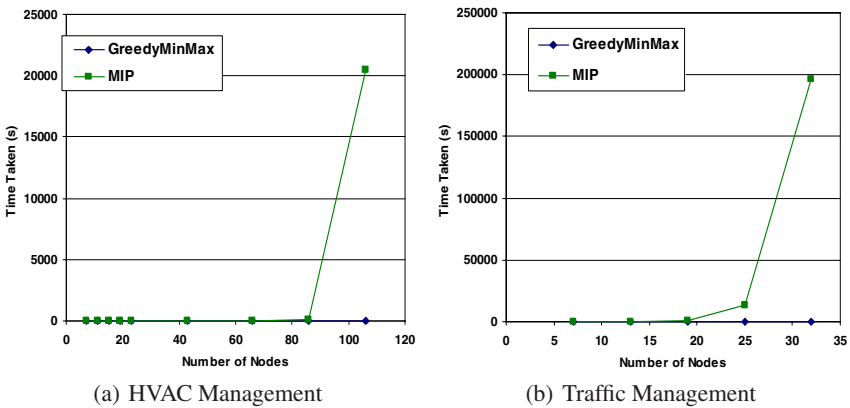 25000
20000
15000
10000
5000
0
Time Taken (s)
GreedyMinMax
MIP
0 20 40 60 80 100 120
Number of Nodes
(a) HVAC Management
250000
200000
150000
100000
50000
0
Time Taken (s)
GreedyMinMax
MIP
0 5 10 15 20 25 30 35
Number of Nodes
(b) Traffic Management